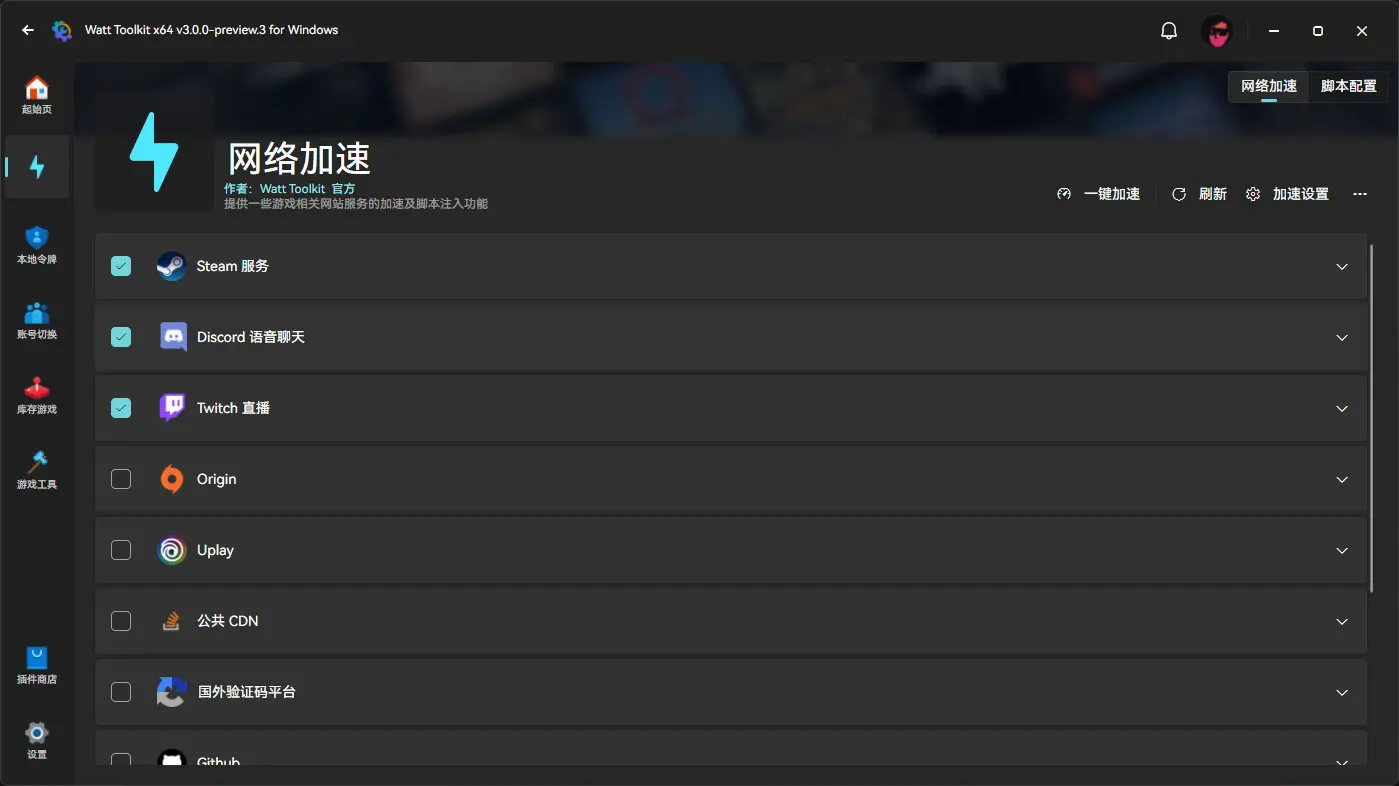 Watt Toolkit x64 v3.0.0-preview.3 for Windows
起始页
网络加速
脚本配置
网络加速
作者：Watt Toolkit 官方
提供一些游戏相关网站服务的加速及脚本注入功能
一键加速
刷新
加速设置
本地令牌
账号切换
库存游戏
游戏工具
插件商店
设置
Steam 服务
Discord 语音聊天
Twitch 直播
Origin
Uplay
公共 CDN
国外验证码平台
Github